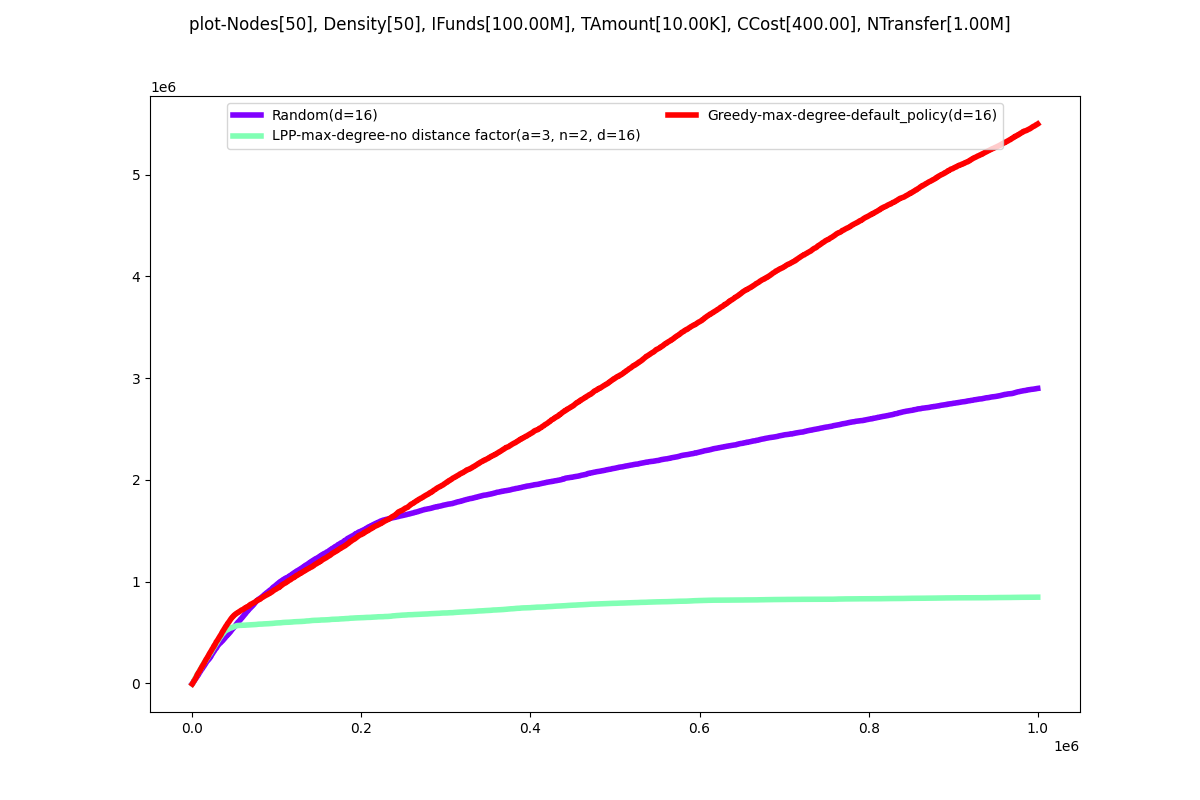 plot-Nodes[50], Density[50], IFunds[100.00M], TAmount[10.00K], CCost[400.00], NTransfer[1.00M]
1e6
Random(d=16)
LPP-max-degree-no distance factor(a=3, n=2, d=16)
Greedy-max-degree-default_policy(d=16)
5
4
3
2
1
0
0.0 0.2 0.4 0.6 0.8 1.0
1e6